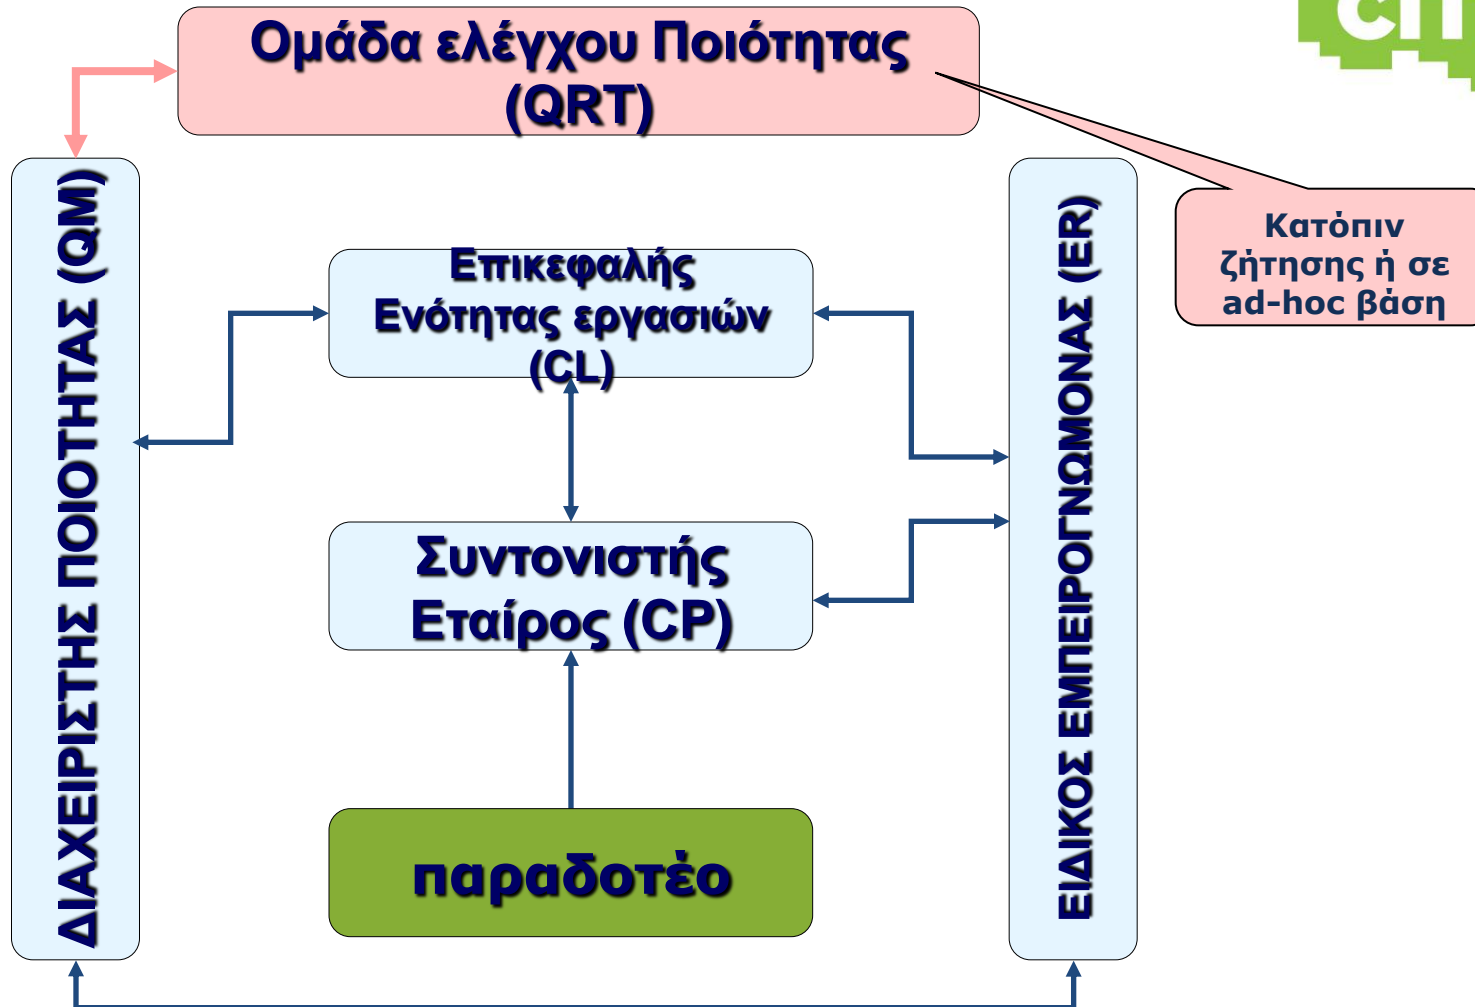 Ομάδα ελέγχου Ποιότητας
(QRT)
Κατόπιν
ζήτησης ή σε
ad-hoc βάση
ΔΙΑΧΕΙΡΙΣΤΗΣ ΠΟΙΟΤΗΤΑΣ (QM)
Επικεφαλής
Ενότητας εργασιών
(CL)
Συντονιστής
Εταίρος (CP)
παραδοτέο
ΕΙΔΙΚΟΣ ΕΜΠΕΙΡΟΓΝΩΜΟΝΑΣ (ER)